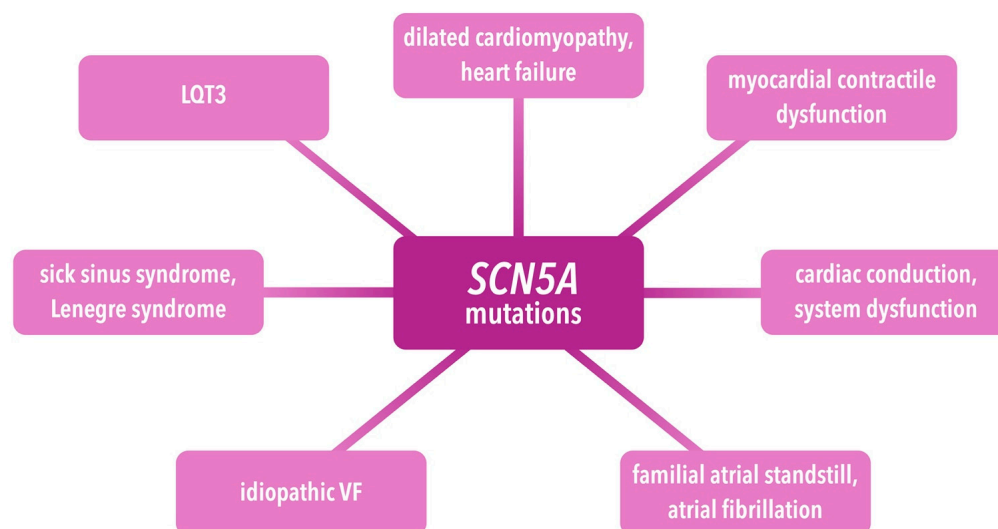 dilated cardiomyopathy,
heart failure
LQT3
myocardial contractile
dysfunction
sick sinus syndrome,
Lenegre syndrome
SCN5A
mutations
cardiac conduction,
system dysfunction
idiopathic VF
familial atrial standstill,
atrial fibrillation